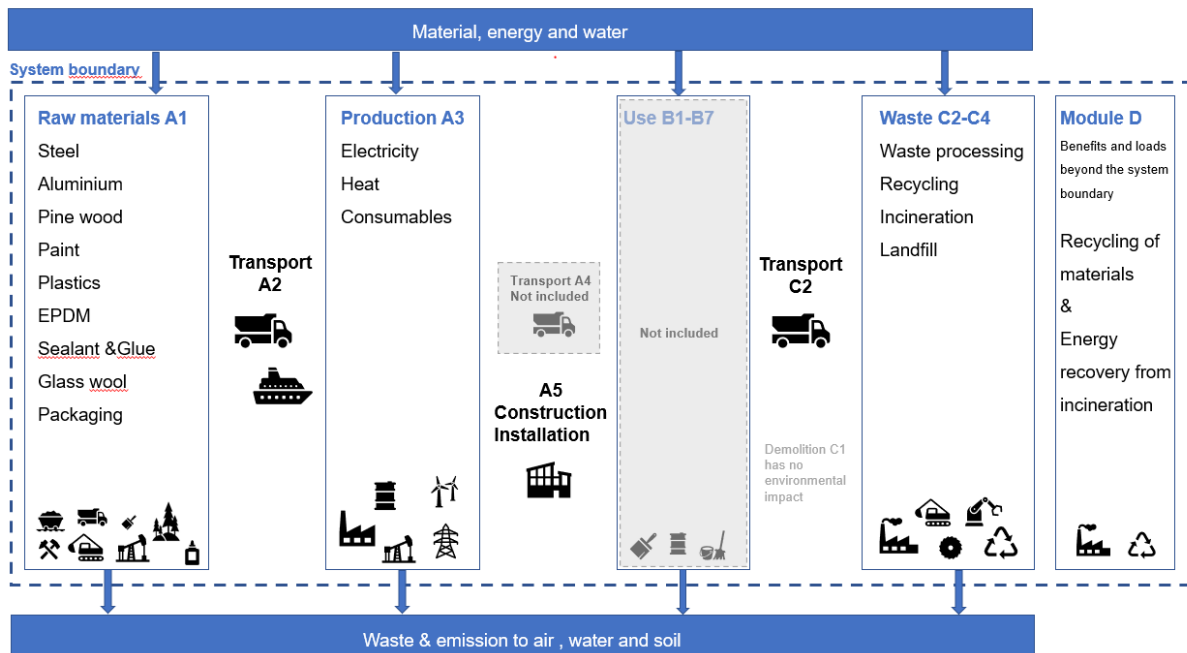 Material, energy and water
System boundary
Raw materials A1
Steel
Aluminium
Pine wood
Paint
Plastics
EPDM
Sealant &Glue
Glass wool
Packaging
Transport
A2
Production A3
Electricity
Heat
Consumables
Transport A4
Not included
A5
Construction
Installation
Use B1-B7
Not included
Transport
C2
Demolition C1
has no
environmental
impact
Waste C2-C4
Waste processing
Recycling
Incineration
Landfill
Module D
Benefits and loads
beyond the system
boundary
Recycling of
materials
&
Energy
recovery from
incineration
Waste & emission to air , water and soil